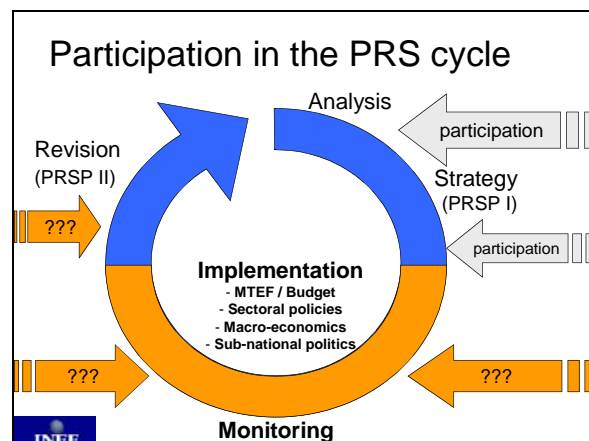 Participation in the PRS cycle
Analysis
participation
Revision
(PRSP II)
Strategy
(PRSP I)
???
participation
Implementation
- MTEF / Budget
- Sectoral policies
- Macro-economics
- Sub-national politics
???
???
Monitoring
INEF